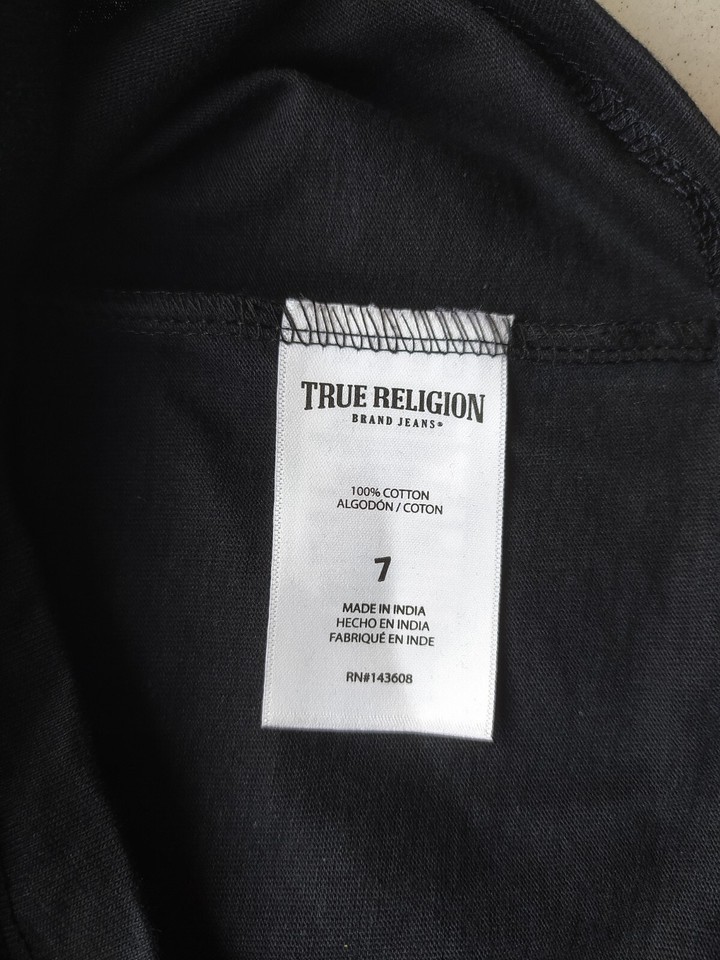 TRUE RELIGION
BRAND JEANS®
100% COTTON
ALGODÓN / COTON
7
MADE IN INDIA
HECHO EN INDIA
FABRIQUÉ EN INDE
RN#143608